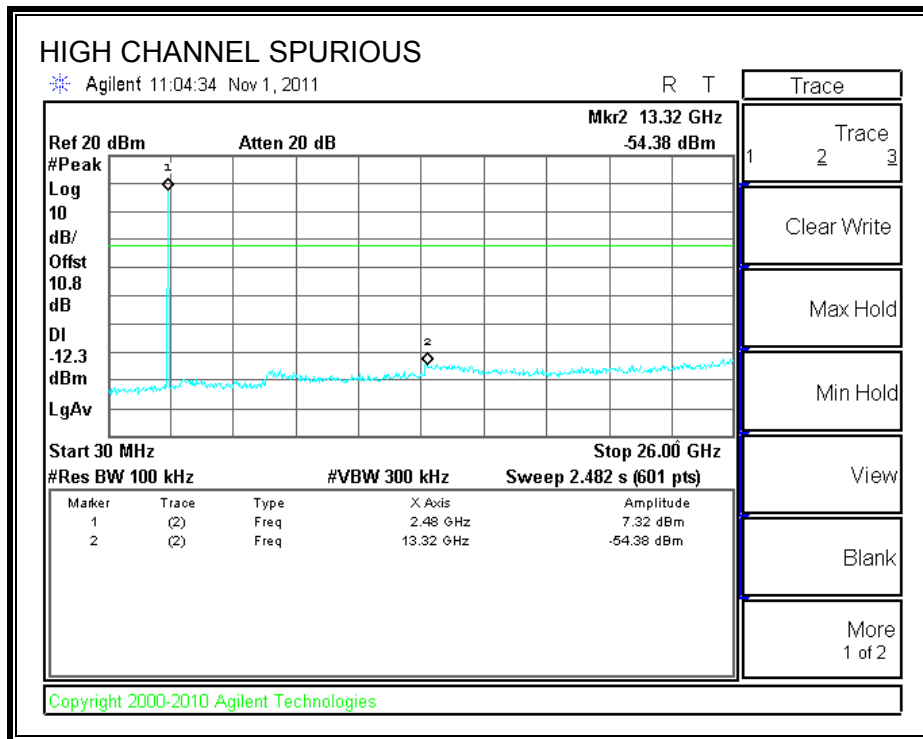 HIGH CHANNEL SPURIOUS
Agilent 11:04:34 Nov 1, 2011 R T
Trace
Mkr2 13.32 GHz
Ref 20 dBm Atten 20 dB -54.38 dBm
#Peak
Log
10
dB/
Offst
10.8
dB
DI
-12.3
dBm
LgAv
1
2
Start 30 MHz Stop 26.00 GHz
#Res BW 100 kHz #VBW 300 kHz Sweep 2.482 s (601 pts)
Marker Trace Type X Axis Amplitude
1 (2) Freq 2.48 GHz 7.32 dBm
2 (2) Freq 13.32 GHz -54.38 dBm
Trace
1 2 3
Clear Write
Max Hold
Min Hold
View
Blank
More
1 of 2
Copyright 2000-2010 Agilent Technologies